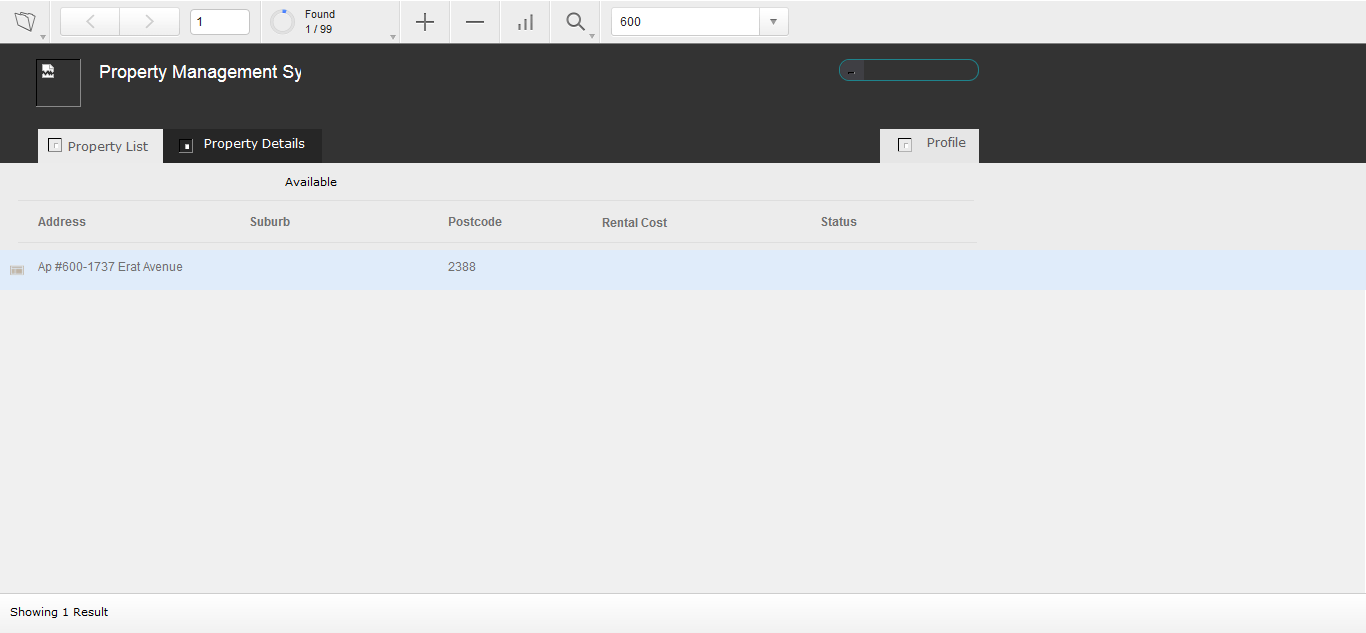 1
Found
1 / 99
600
Property Management Sy
Property List
Property Details
Profile
Available
Address Suburb Postcode Rental Cost Status
Ap #600-1737 Erat Avenue 2388
Showing 1 Result